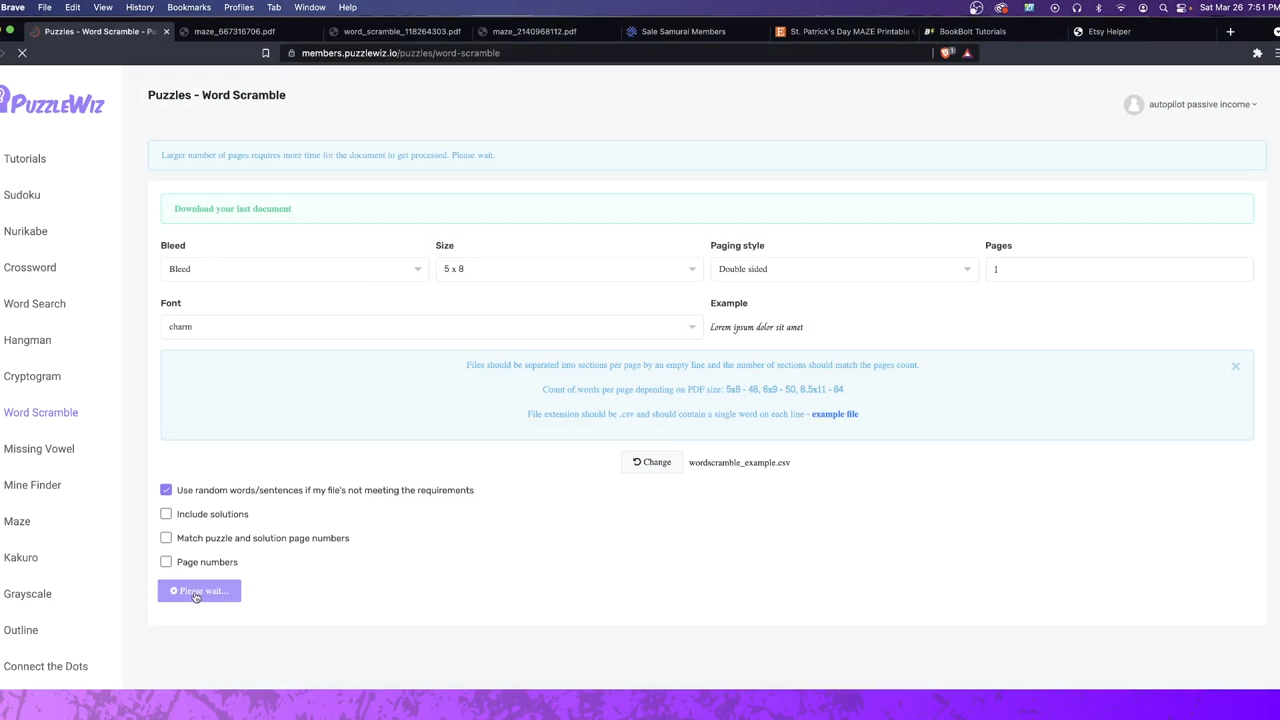 Brave File Edit View History Bookmarks Profiles Tab Window Help Sat Mar 26 7:51 PM
Puzzles - Word Scramble - Pu
maze_667316706.pdf
word_scramble_118264303.pdf
maze_2140968112.pdf
Sale Samurai Members
St. Patrick's Day MAZE Printable
BookBolt Tutorials
Etsy Helper
members.puzzlewiz.io/puzzles/word-scramble
PUZZLEWIZ
Puzzles - Word Scramble
autopilot passive income
Larger number of pages requires more time for the document to get processed. Please wait.
Tutorials
Sudoku
Nurikabe
Crossword
Word Search
Hangman
Cryptogram
Word Scramble
Missing Vowel
Mine Finder
Maze
Kakuro
Grayscale
Outline
Connect the Dots
Download your last document
Bleed Size Paging style Pages
Bleed 5 x 8 Double sided 1
Font Example
charm Lorem ipsum dolor sit amet
Files should be separated into sections per page by an empty line and the number of sections should match the pages count.
Count of words per page depending on PDF size: 5x8 - 48, 6x9 - 50, 8.5x11 - 84
File extension should be .csv and should contain a single word on each line - example file
Change wordscramble_example.csv
Use random words/sentences if my file's not meeting the requirements
Include solutions
Match puzzle and solution page numbers
Page numbers
Please wait...